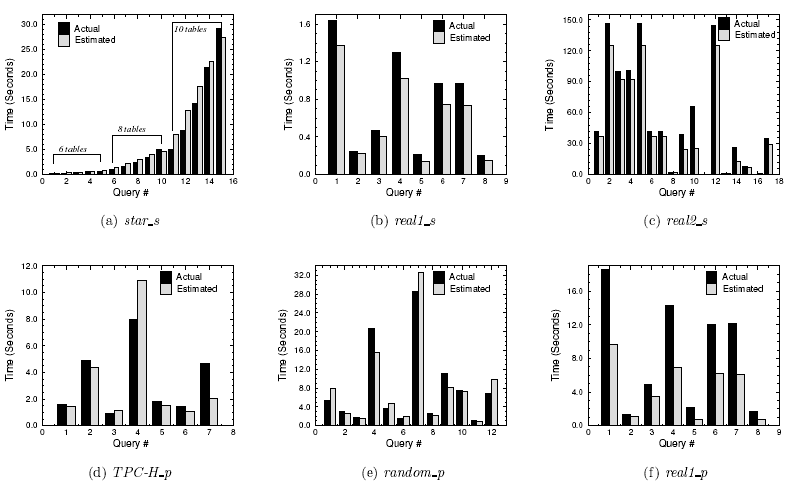 30.0
25.0
20.0
15.0
10.0
5.0
0.0
Time (Seconds)
Actual
Estimated
6 tables
8 tables
10 tables
0 2 4 6 8 10 12 14 16
Query #
(a) star_s
1.6
1.2
0.8
0.4
0.0
Time (Seconds)
Actual
Estimated
0 1 2 3 4 5 6 7 8 9
Query #
(b) real1_s
150.0
120.0
90.0
60.0
30.0
0.0
Time (Seconds)
Actual
Estimated
0 2 4 6 8 10 12 14 16 18
Query #
(c) real2_s
12.0
10.0
8.0
6.0
4.0
2.0
0.0
Time (Seconds)
Actual
Estimated
0 1 2 3 4 5 6 7 8
Query #
(d) TPC-H_p
32.0
28.0
24.0
20.0
16.0
12.0
8.0
4.0
0.0
Time (Seconds)
Actual
Estimated
0 2 4 6 8 10 12
Query #
(e) random_p
16.0
12.0
8.0
4.0
0.0
Time (Seconds)
Actual
Estimated
0 1 2 3 4 5 6 7 8 9
Query #
(f) real1_p